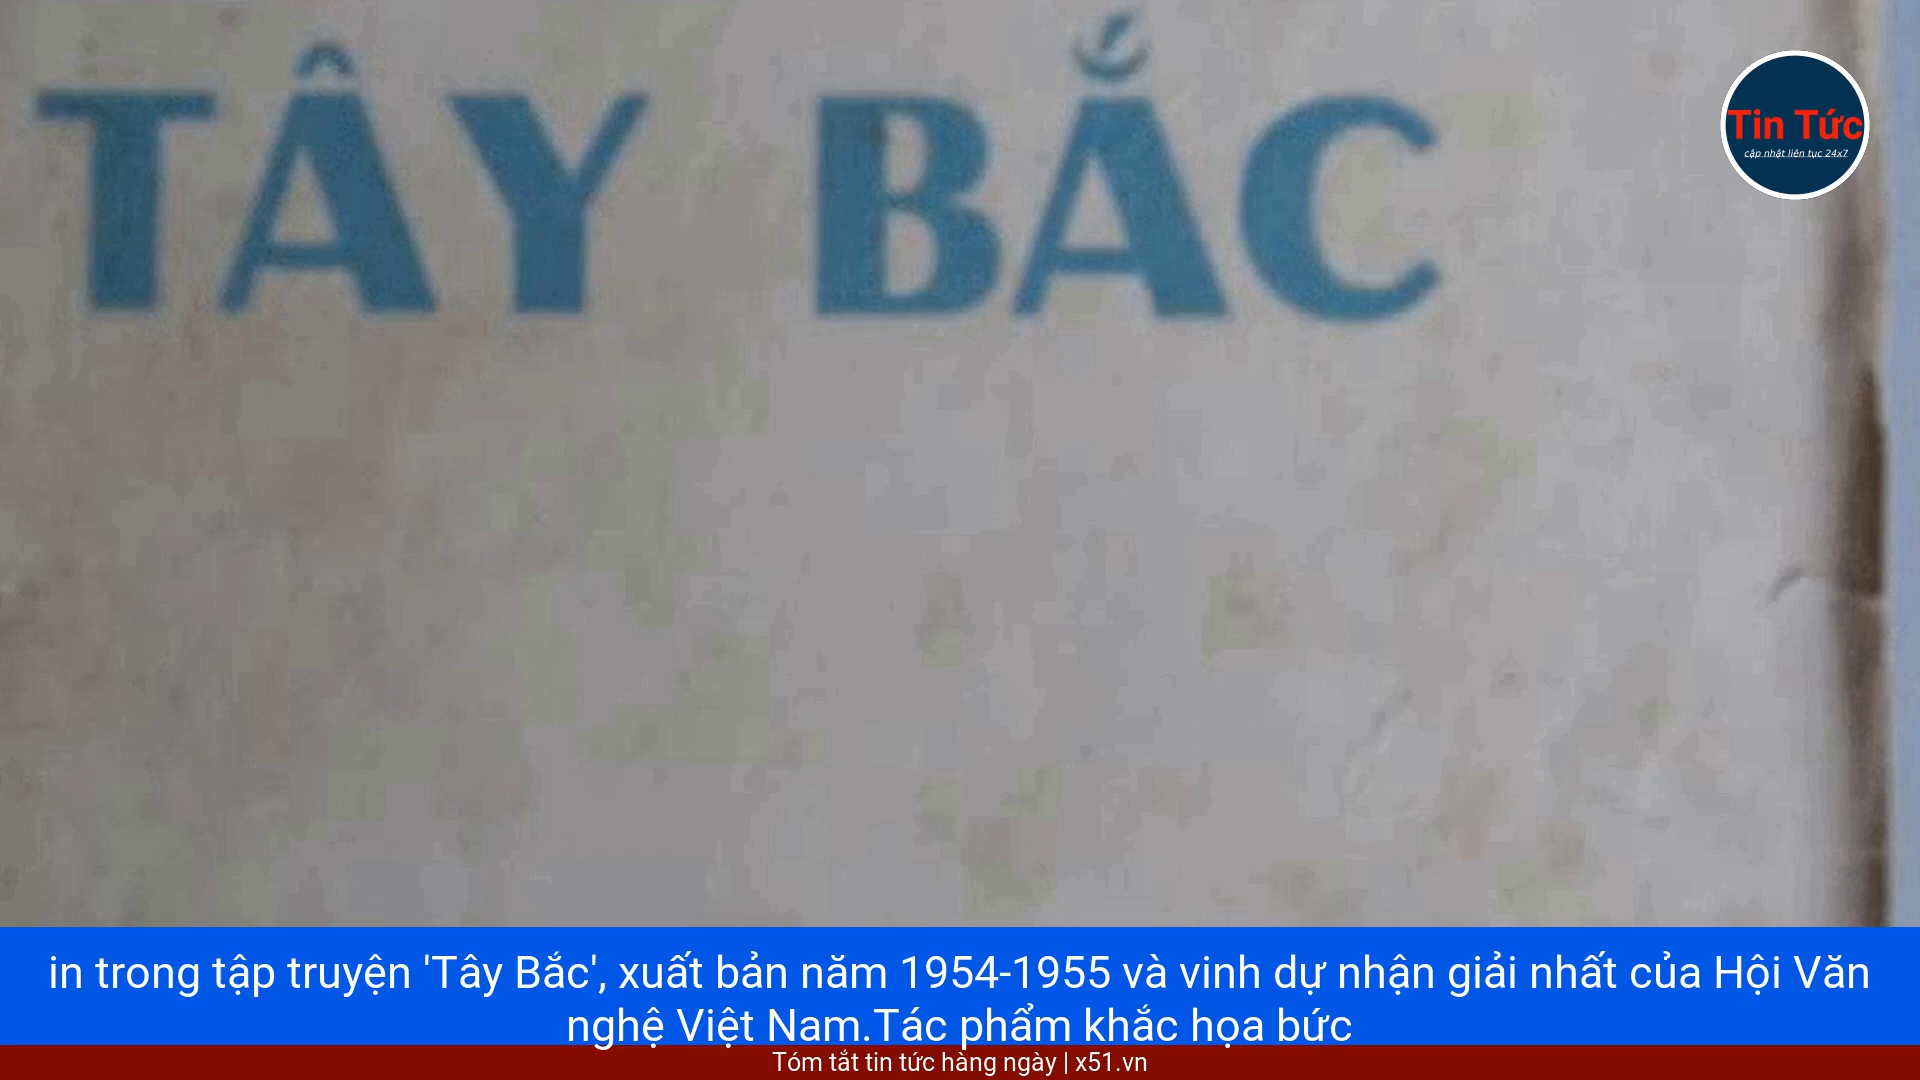 TÂY BẮC
Tin Tức
cập nhật liên tục 24x7
in trong tập truyện 'Tây Bắc', xuất bản năm 1954-1955 và vinh dự nhận giải nhất của Hội Văn
nghệ Việt Nam.Tác phẩm khắc họa bức
Tóm tắt tin tức hàng ngày | x51.vn